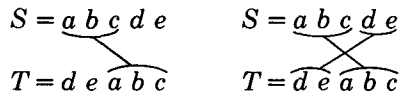 S = a b c d e
T = d e a b c
S = a b c d e
T = d e a b c